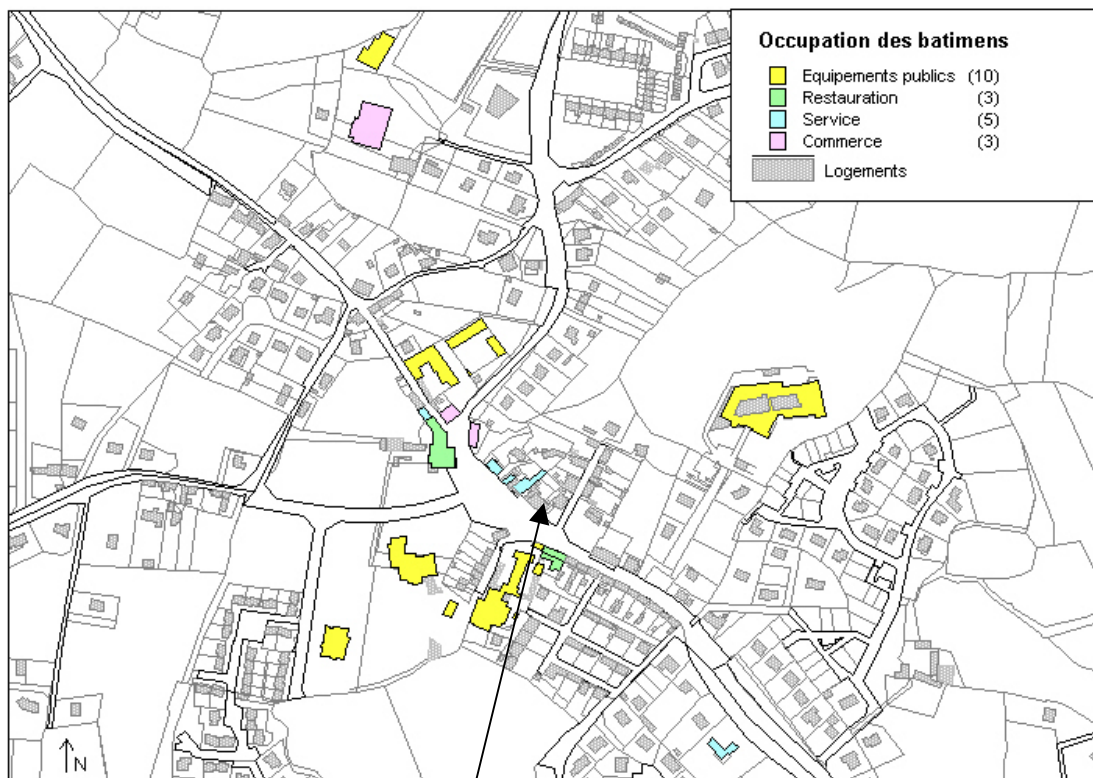 Occupation des batimens
Equipements publics (10)
Restauration (3)
Service (5)
Commerce (3)
Logements
N